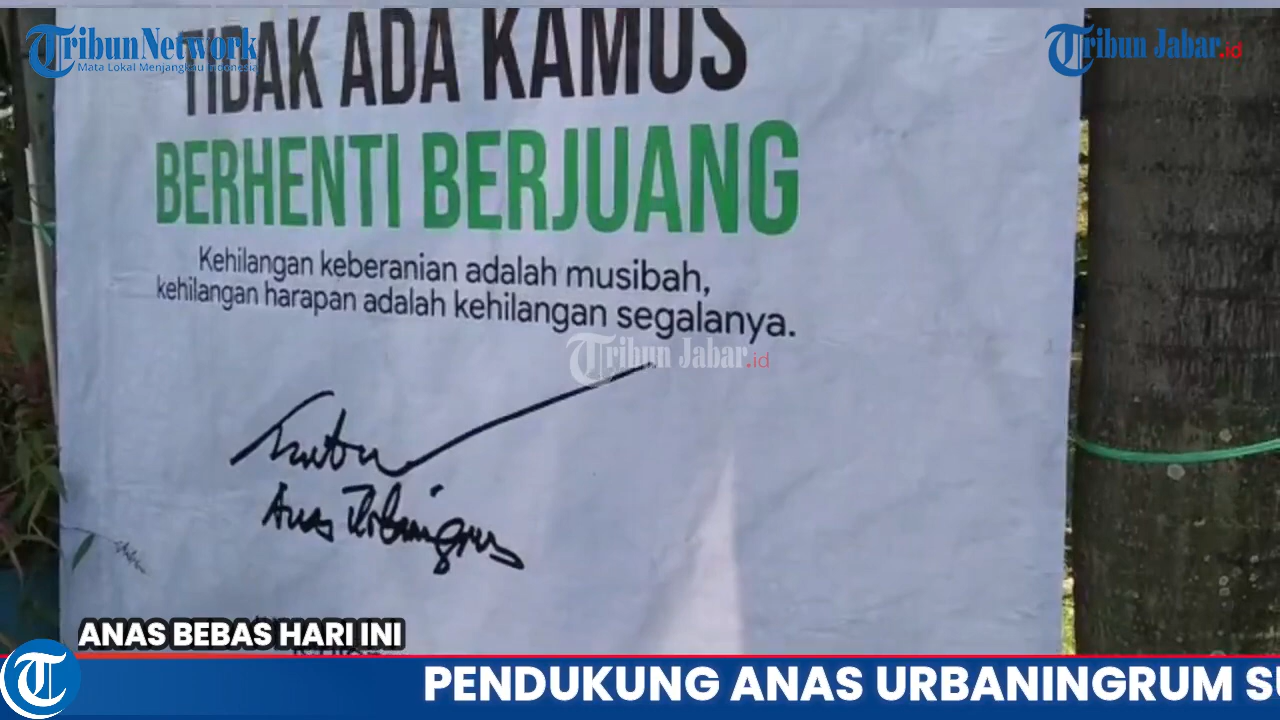 TribunNetwork
Mata Lokal Menjangkau Indonesia
Tribun Jabar.id
TIDAK ADA KAMUS
BERHENTI BERJUANG
Kehilangan keberanian adalah musibah,
kehilangan harapan adalah kehilangan segalanya.
Tribun Jabar.id
Anas Urbaningrum
ANAS BEBAS HARI INI
PENDUKUNG ANAS URBANINGRUM SU